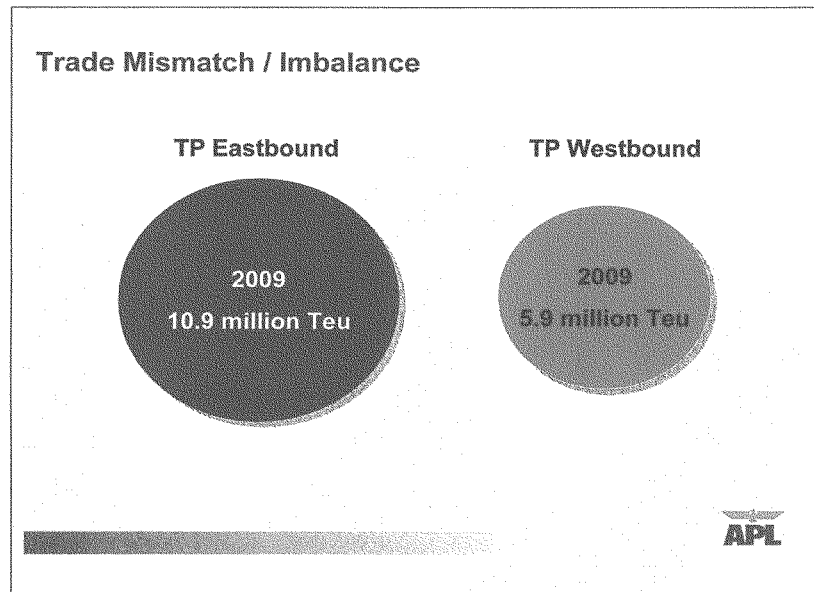 Trade Mismatch / Imbalance
TP Eastbound
TP Westbound
2009
10.9 million Teu
2009
5.9 million Teu
APL